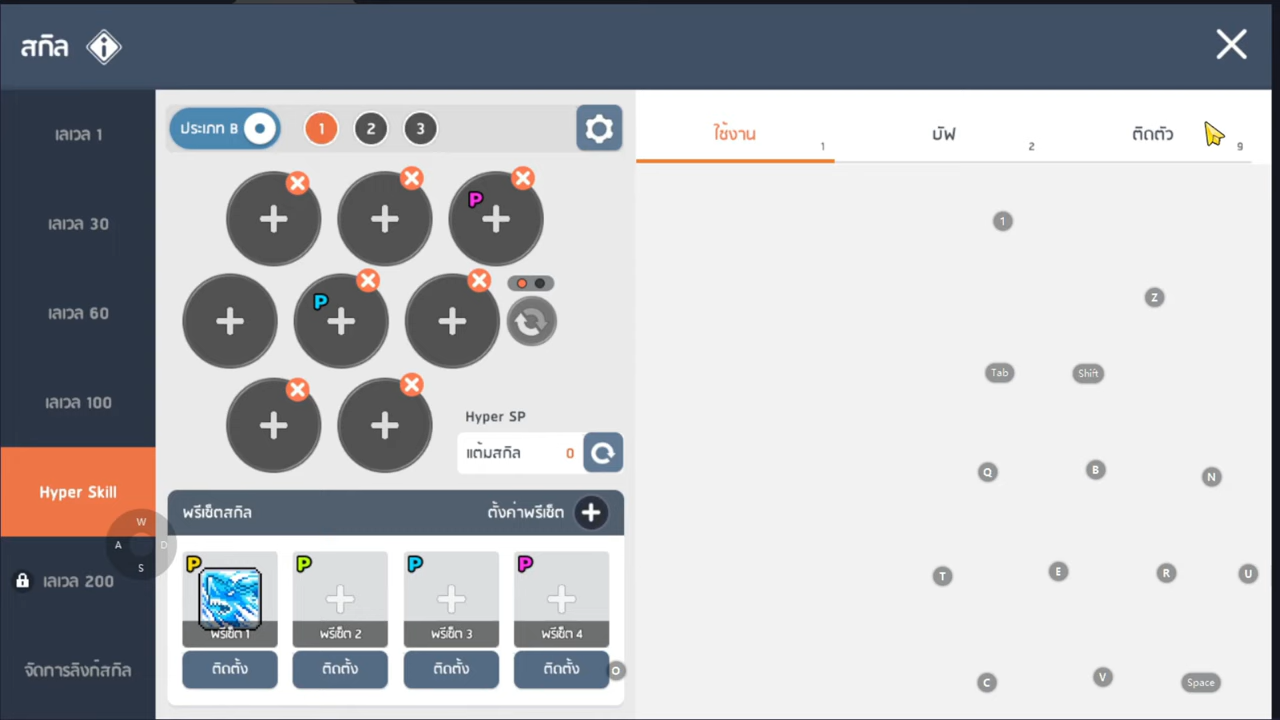 สกิล
เลเวล 1
เลเวล 30
เลเวล 60
เลเวล 100
Hyper Skill
เลเวล 200
จัดการลิงก์สกิล
W
A
D
S
ประเภท B
1
2
3
P
P
Hyper SP
แต้มสกิล 0
พรีเซ็ตสกิล
ตั้งค่าพรีเซ็ต
P
P
P
P
พรีเซ็ต 1
พรีเซ็ต 2
พรีเซ็ต 3
พรีเซ็ต 4
ติดตั้ง
ติดตั้ง
ติดตั้ง
ติดตั้ง
O
ใช้งาน 1
บัฟ 2
ติดตัว 9
1
Z
Tab
Shift
Q
B
N
T
E
R
U
C
V
Space